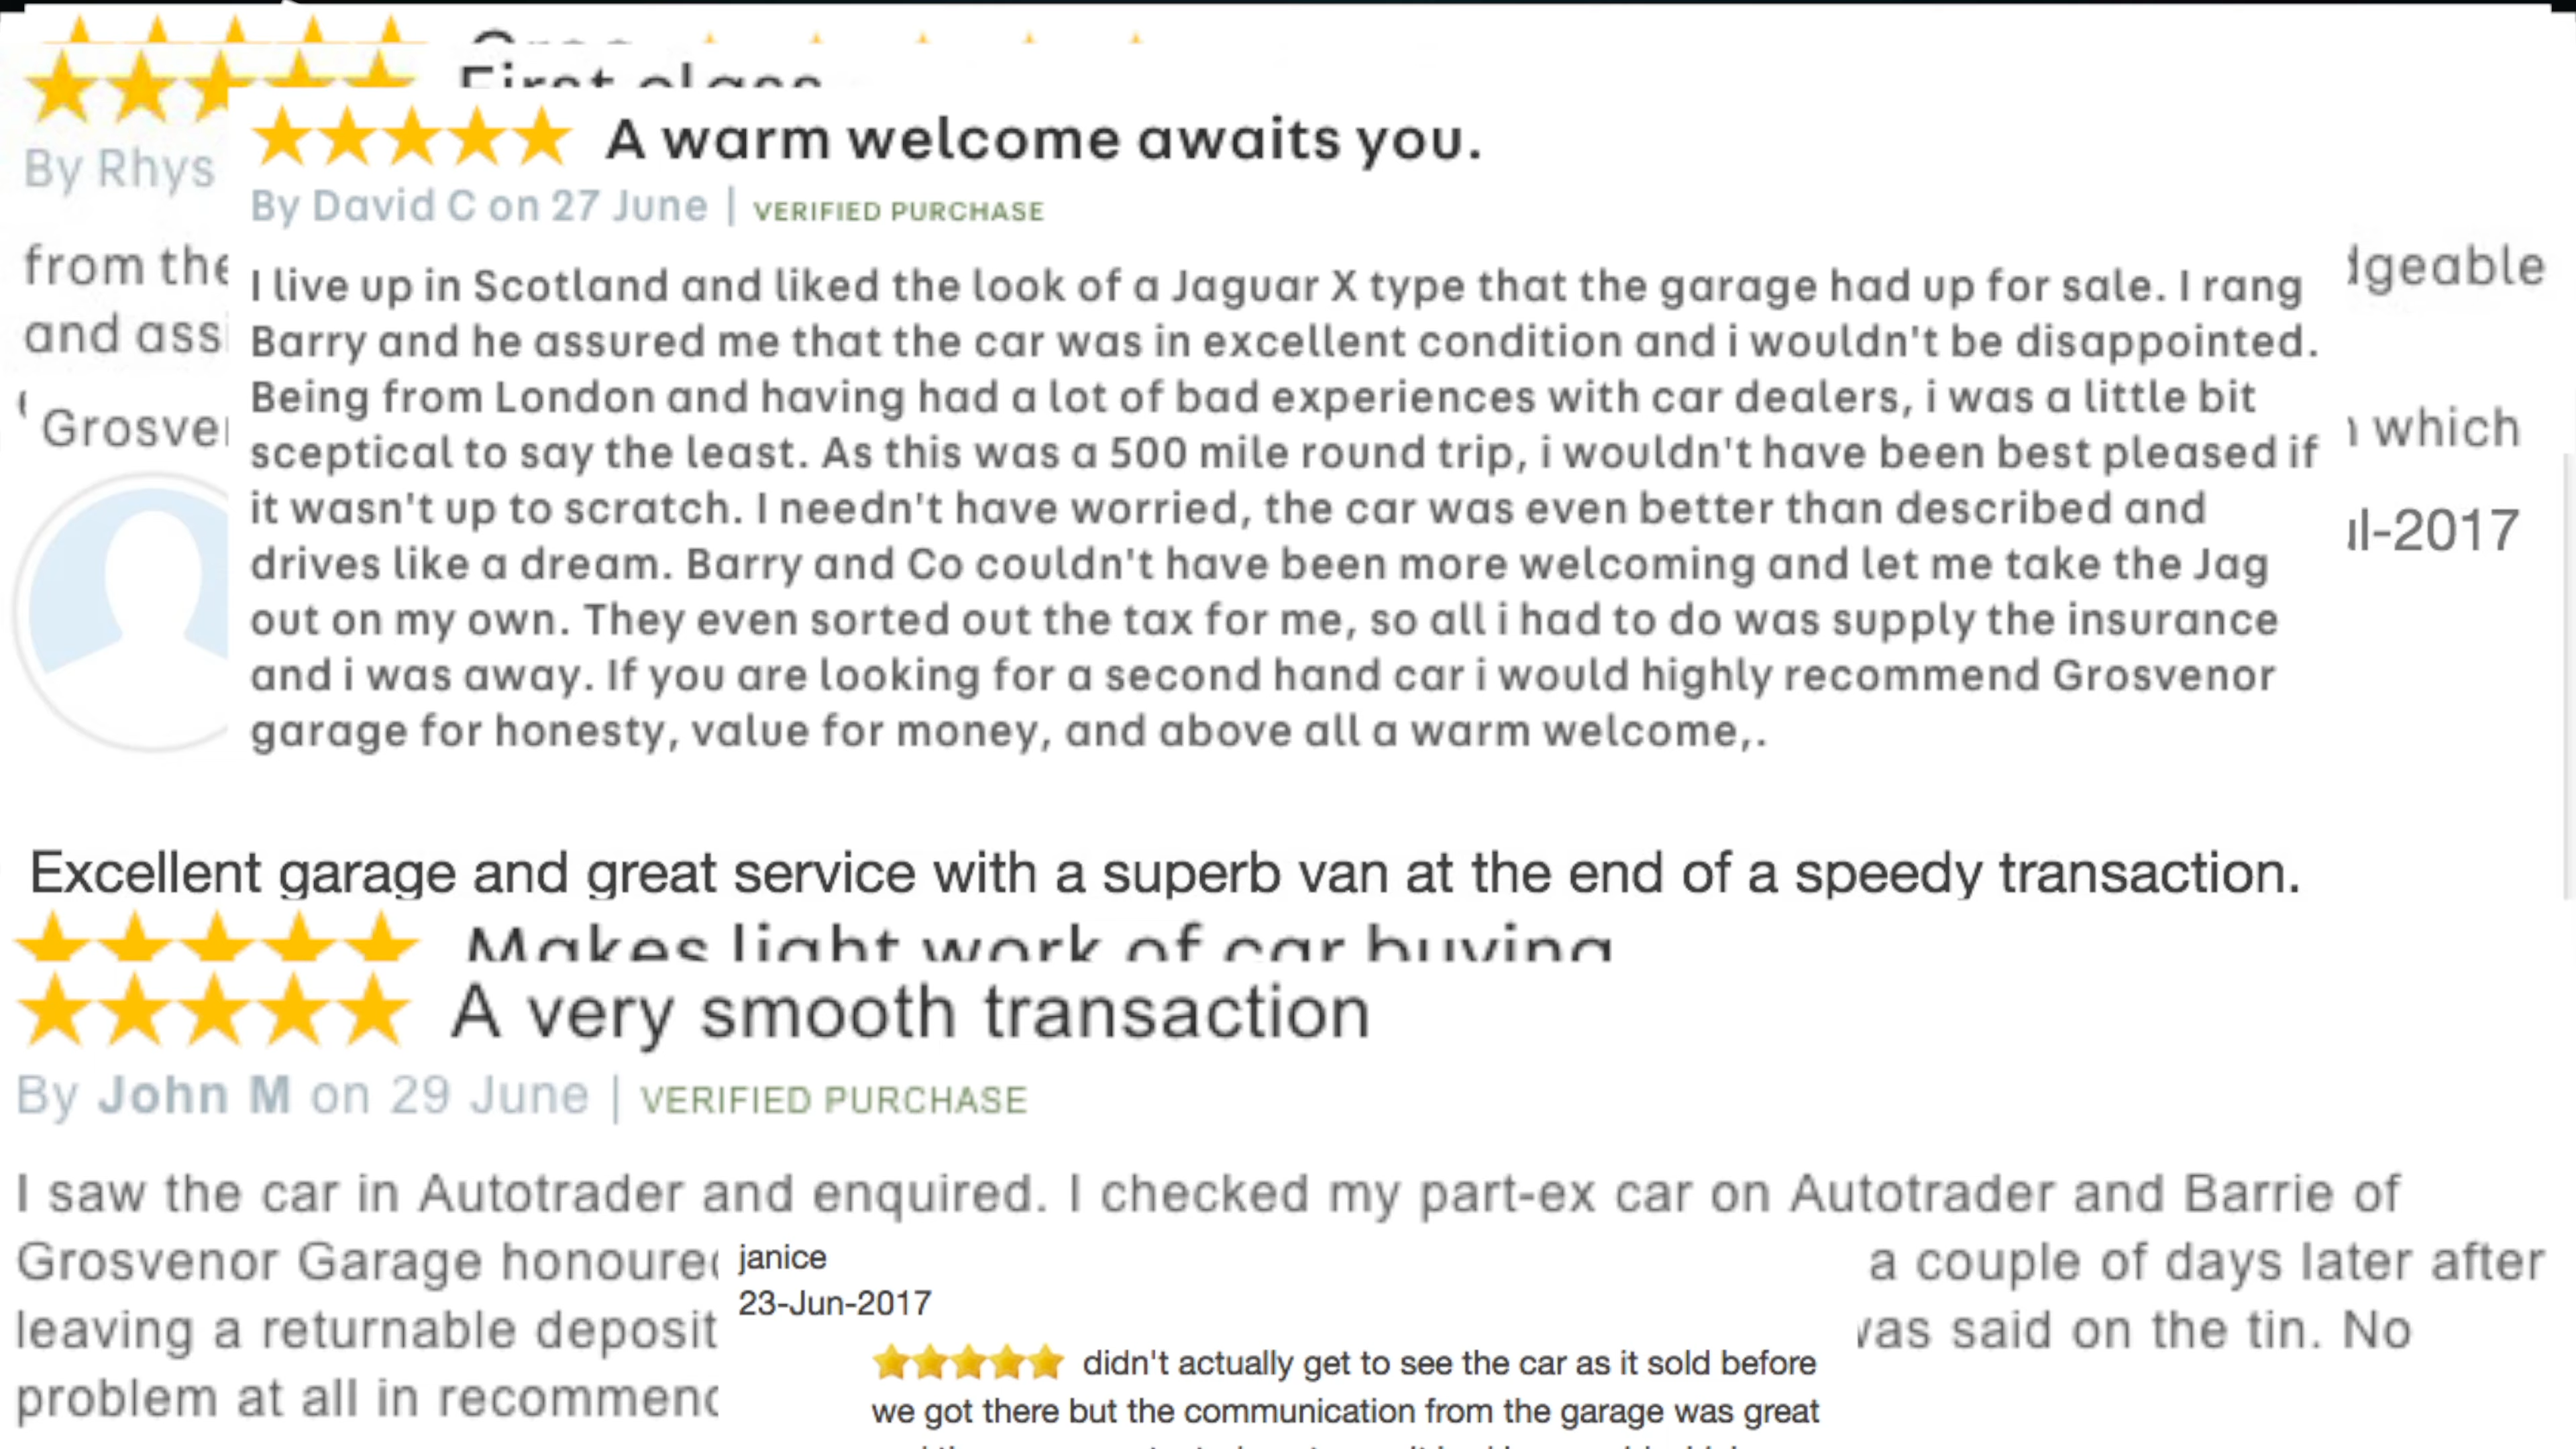 First class
A warm welcome awaits you.
By Rhys
By David C on 27 June | VERIFIED PURCHASE
from the
dgeable
I live up in Scotland and liked the look of a Jaguar X type that the garage had up for sale. I rang
and
Barry and he assured me that the car was in excellent condition and i wouldn't be disappointed.
Being from London and having had a lot of bad experiences with car dealers, i was a little bit
which
sceptical to say the least. As this was a 500 mile round trip, i wouldn't have been best pleased if
it wasn't up to scratch. I needn't have worried, the car was even better than described and
-2017
drives like a dream. Barry and Co couldn't have been more welcoming and let me take the Jag
out on my own. They even sorted out the tax for me, so all i had to do was supply the insurance
and i was away. If you are looking for a second hand car i would highly recommend Grosvenor
garage for honesty, value for money, and above all a warm welcome,.
Excellent garage and great service with a superb van at the end of a speedy transaction.
Makes light work of car buying
A very smooth transaction
By John M on 29 June | VERIFIED PURCHASE
I saw the car in Autotrader and enquired. I checked my part-ex car on Autotrader and Barrie of
Grosvenor Garage honoured
a couple of days later after
leaving a returnable deposit
was said on the tin. No
problem at all in recommend
janice
23-Jun-2017
didn't actually get to see the car as it sold before
we got there but the communication from the garage was great